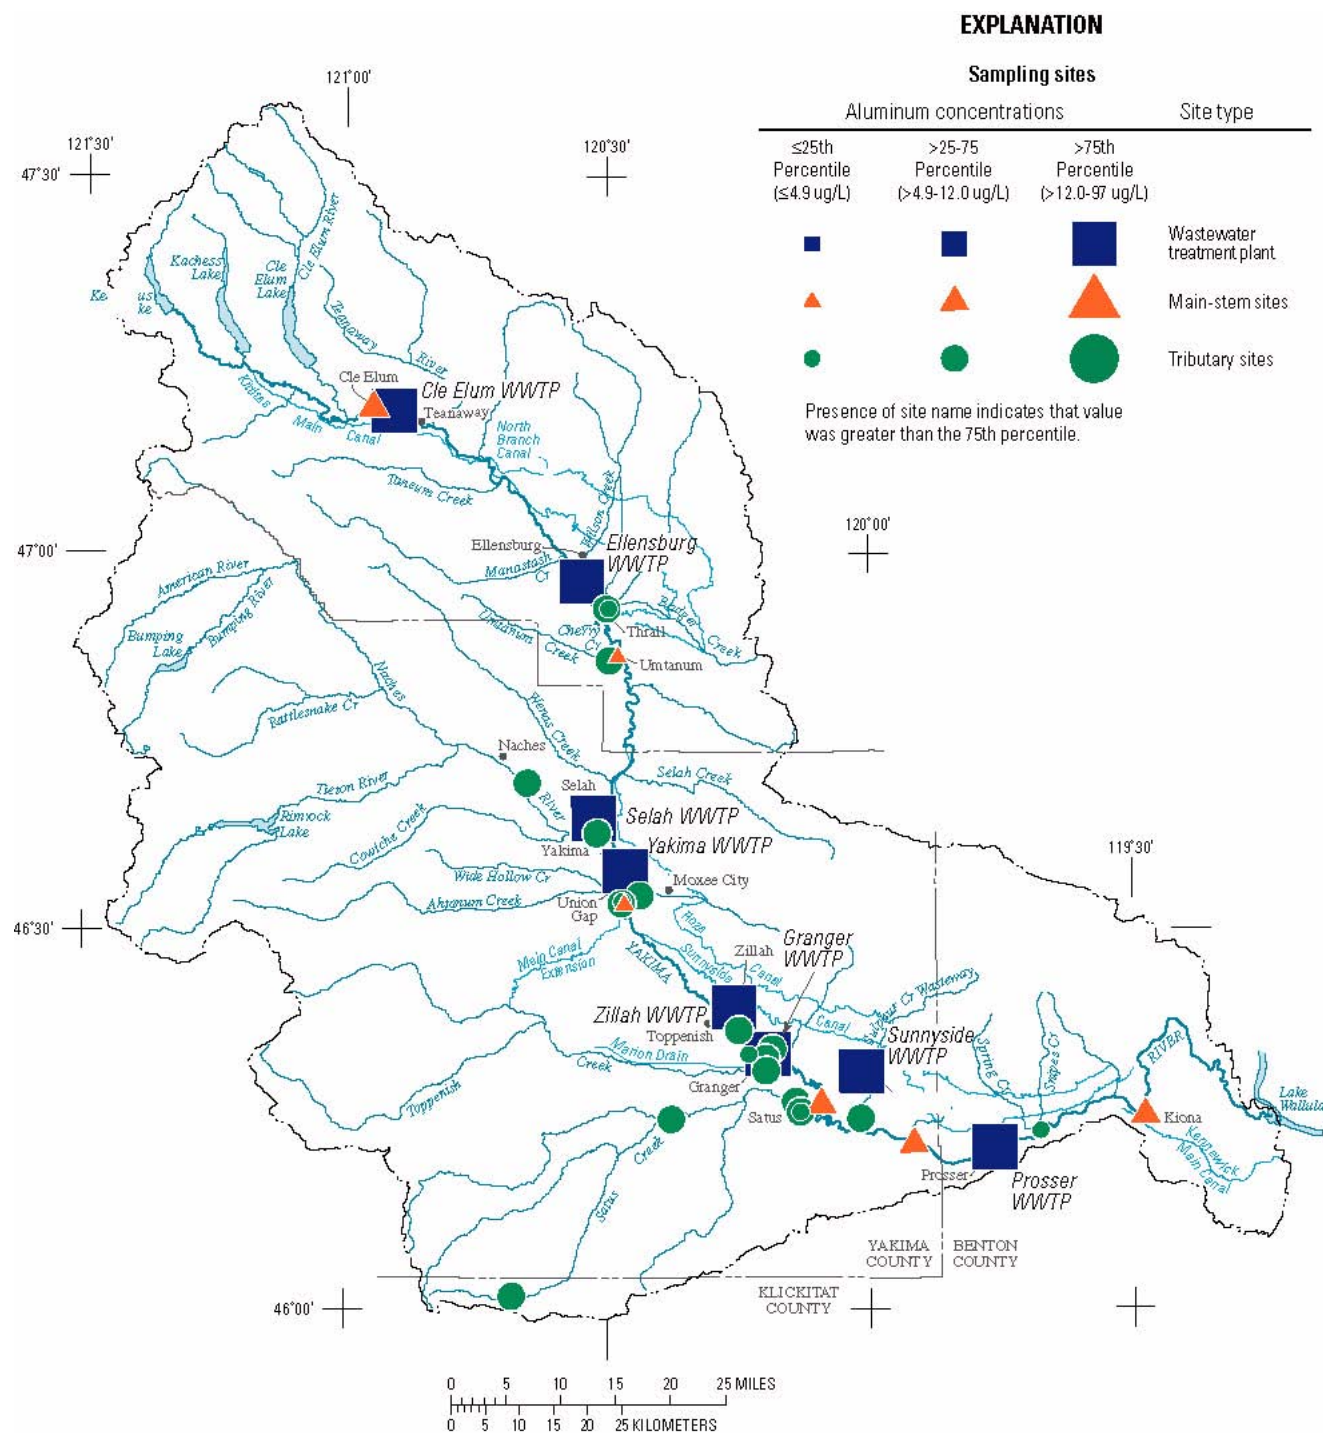 EXPLANATION
Sampling sites
Aluminum concentrations
Site type
≤25th
Percentile
(≤4.9 ug/L)
>25-75
Percentile
(>4.9-12.0 ug/L)
>75th
Percentile
(>12.0-97 ug/L)
Wastewater
treatment plant
Main-stem sites
Tributary sites
Presence of site name indicates that value
was greater than the 75th percentile.
121°00'
121°30'
47°30'
120°30'
Kachess
Lake
Cle
Elum
Lake
Cle Elum River
Ke
us
ke
Teanaway
River
Cle Elum
Cle Elum WWTP
Teanaway
Kittitas
Main
Canal
North
Branch
Canal
Taneum Creek
Wilson Creek
120°00'
47°00'
Ellensburg
Ellensburg
WWTP
Manastash
Cr
American River
Bumping River
Bumping
Lake
Umtanum
Creek
Cherry
Cr
Badger
Creek
Thrall
Umtanum
Naches
River
Rattlesnake Cr
Wenas Creek
Naches
Selah
Selah Creek
Tieton River
Rimrock
Lake
Cowiche Creek
Selah WWTP
Yakima
Yakima WWTP
119°30'
Wide Hollow Cr
Moxee City
Ahtanum Creek
Union
Gap
46°30'
Roza
Canal
Main Canal
Extension
YAKIMA
Sunnyside
Canal
Zillah
Granger
WWTP
Zillah WWTP
Toppenish
Sulphur Cr Wasteway
Sunnyside
WWTP
Marion Drain
Creek
Toppenish
Granger
Spring Cr
Snipes Cr
RIVER
Lake
Wallula
Satus
Creek
Satus
Kiona
Kennewick
Main Canal
Prosser
Prosser
WWTP
YAKIMA
COUNTY
BENTON
COUNTY
KLICKITAT
COUNTY
46°00'
0 5 10 15 20 25 MILES
0 5 10 15 20 25 KILOMETERS